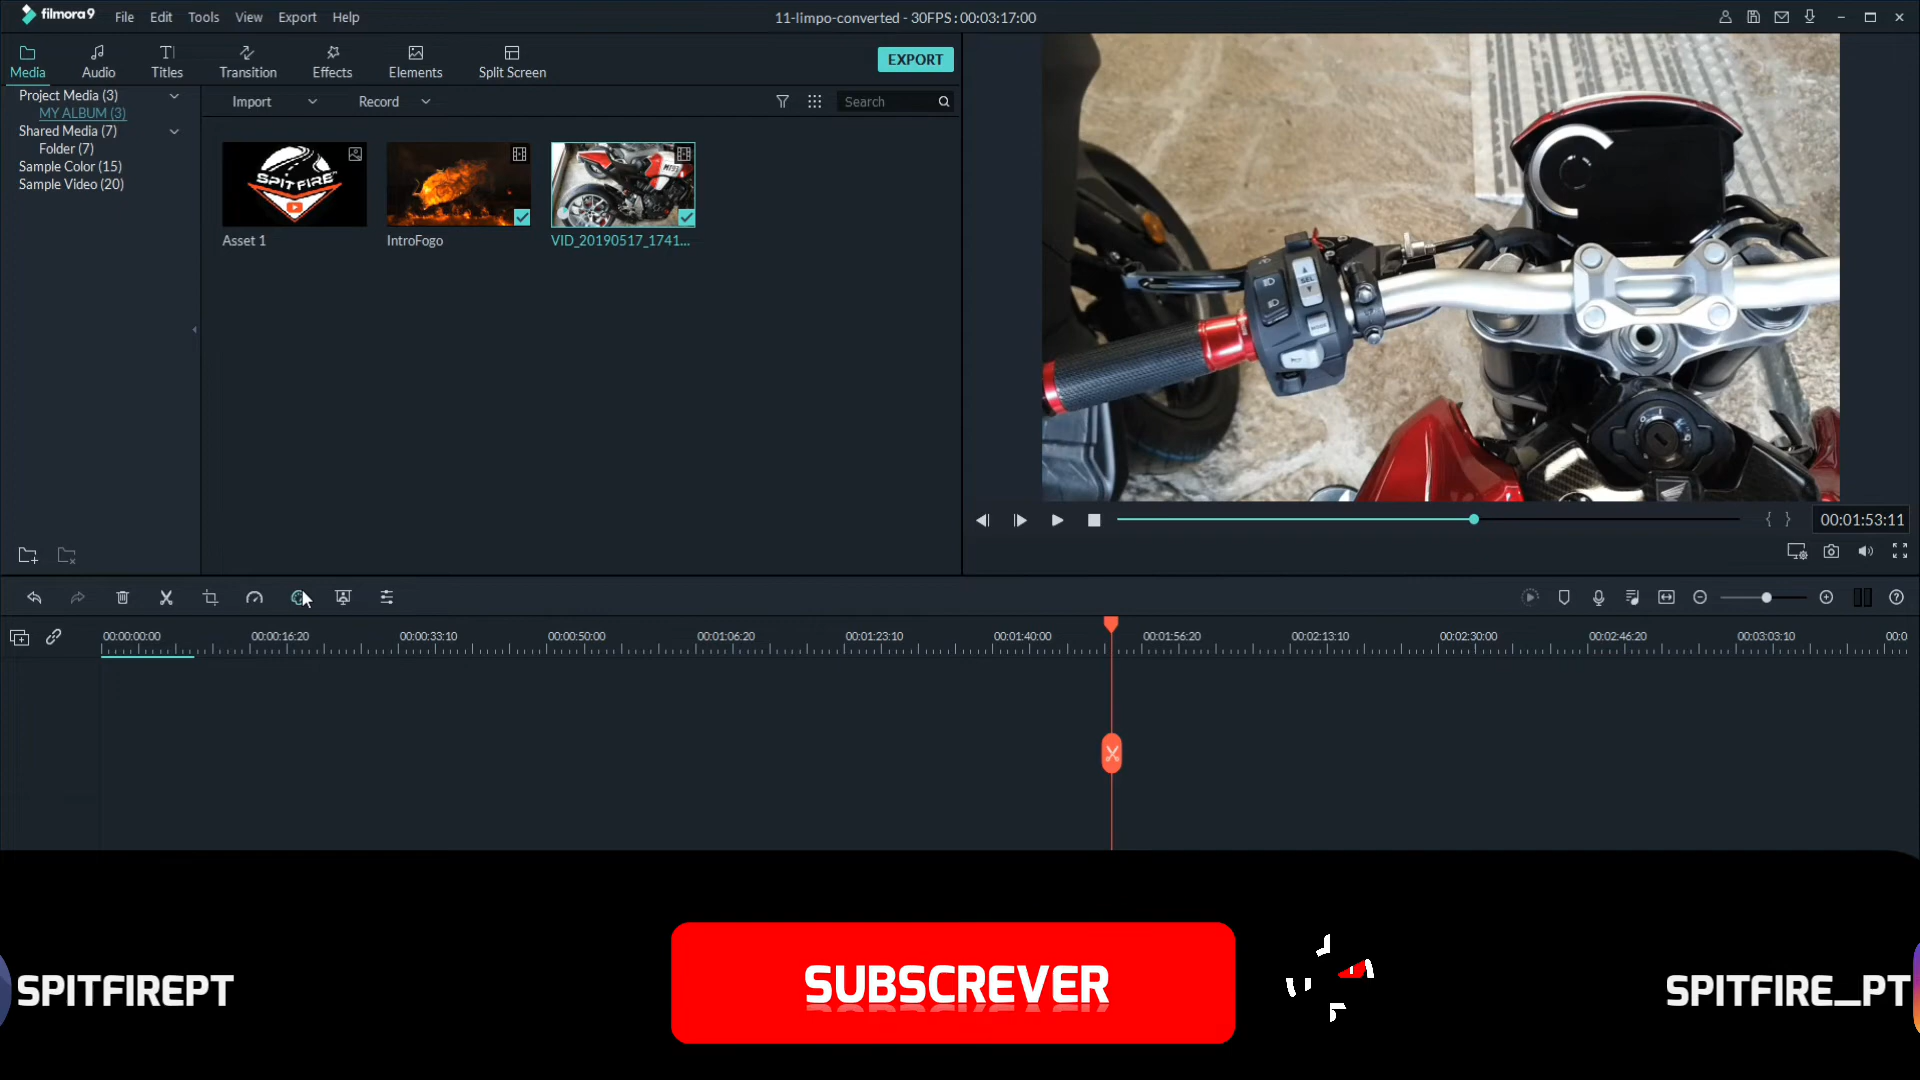 filmora9 File Edit Tools View Export Help
11-limpo-converted - 30FPS : 00:03:17:00
Media Audio Titles Transition Effects Elements Split Screen
EXPORT
Project Media (3)
MY ALBUM (3)
Shared Media (7)
Folder (7)
Sample Color (15)
Sample Video (20)
Import Record Search
SPITFIRE
Asset 1 IntroFogo VID_20190517_1741...
SEL
MODE
00:01:53:11
00:00:00:00 00:00:16:20 00:00:33:10 00:00:50:00 00:01:06:20 00:01:23:10 00:01:40:00 00:01:56:20 00:02:13:10 00:02:30:00 00:02:46:20 00:03:03:10 00:0
SPITFIREPT
SUBSCREVER
SPITFIRE_PT